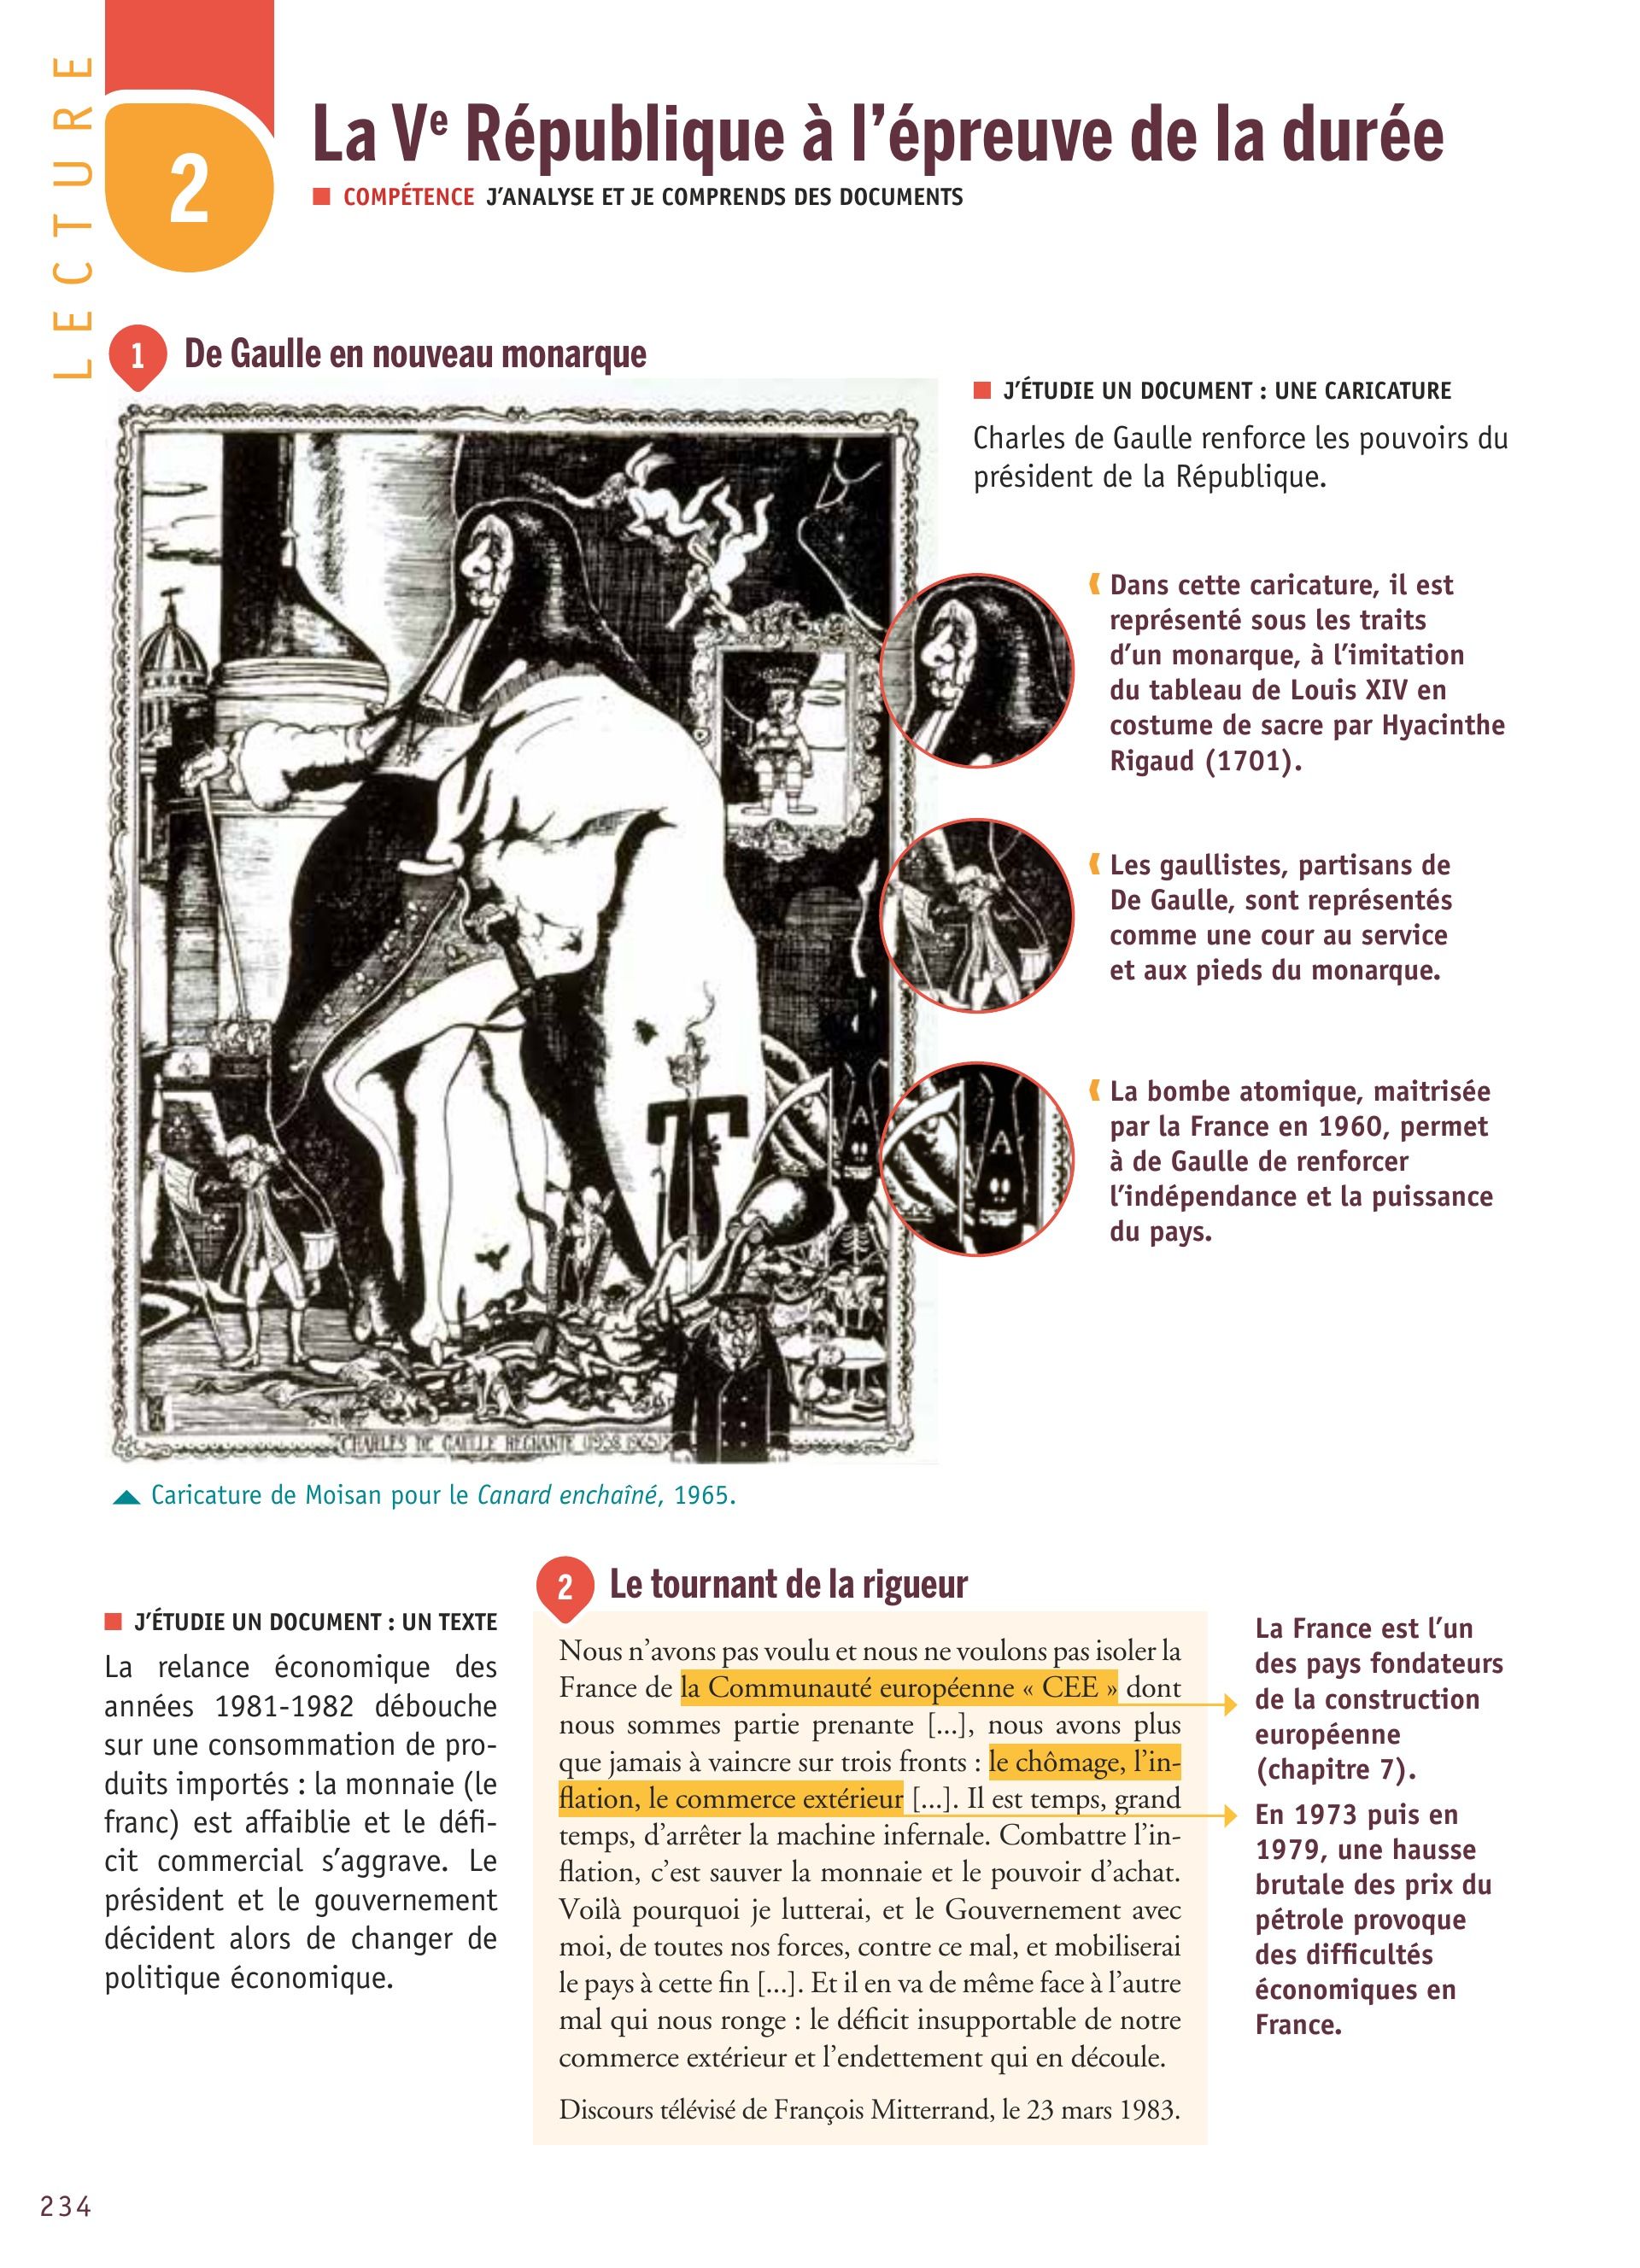 LECTURE
2
La Ve République à l'épreuve de la durée
■ COMPÉTENCE J'ANALYSE ET JE COMPRENDS DES DOCUMENTS
1 De Gaulle en nouveau monarque
■ J'ÉTUDIE UN DOCUMENT : UNE CARICATURE
Charles de Gaulle renforce les pouvoirs du
président de la République.
Dans cette caricature, il est
représenté sous les traits
d'un monarque, à l'imitation
du tableau de Louis XIV en
costume de sacre par Hyacinthe
Rigaud (1701).
Les gaullistes, partisans de
De Gaulle, sont représentés
comme une cour au service
et aux pieds du monarque.
La bombe atomique, maitrisée
par la France en 1960, permet
à de Gaulle de renforcer
l'indépendance et la puissance
du pays.
A
A
CHARLES DE GAULLE REGNANTE (1958 1965)
Caricature de Moisan pour le Canard enchaîné, 1965.
■ J'ÉTUDIE UN DOCUMENT : UN TEXTE
La relance économique des
années 1981-1982 débouche
sur une consommation de pro-
duits importés : la monnaie (le
franc) est affaiblie et le défi-
cit commercial s'aggrave. Le
président et le gouvernement
décident alors de changer de
politique économique.
2 Le tournant de la rigueur
Nous n'avons pas voulu et nous ne voulons pas isoler la
France de la Communauté européenne « CEE » dont
nous sommes partie prenante [...], nous avons plus
que jamais à vaincre sur trois fronts : le chômage, l'in-
flation, le commerce extérieur [...]. Il est temps, grand
temps, d'arrêter la machine infernale. Combattre l'in-
flation, c'est sauver la monnaie et le pouvoir d'achat.
Voilà pourquoi je lutterai, et le Gouvernement avec
moi, de toutes nos forces, contre ce mal, et mobiliserai
le pays à cette fin [...]. Et il en va de même face à l'autre
mal qui nous ronge : le déficit insupportable de notre
commerce extérieur et l'endettement qui en découle.
Discours télévisé de François Mitterrand, le 23 mars 1983.
La France est l'un
des pays fondateurs
de la construction
européenne
(chapitre 7).
En 1973 puis en
1979, une hausse
brutale des prix du
pétrole provoque
des difficultés
économiques en
France.
234